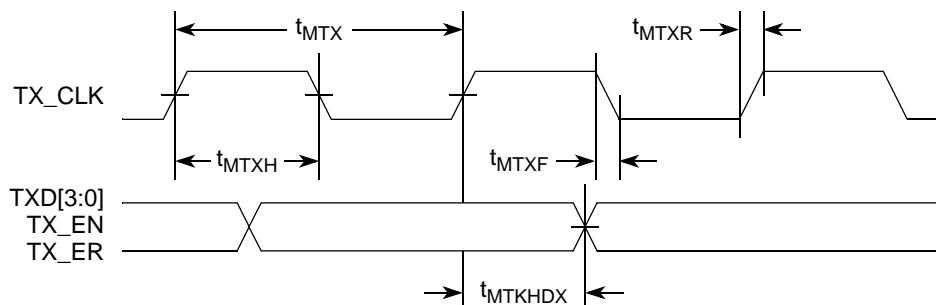 tMTX
tMTXR
TX_CLK
tMTXH
tMTXF
TXD[3:0]
TX_EN
TX_ER
tMTKHDX